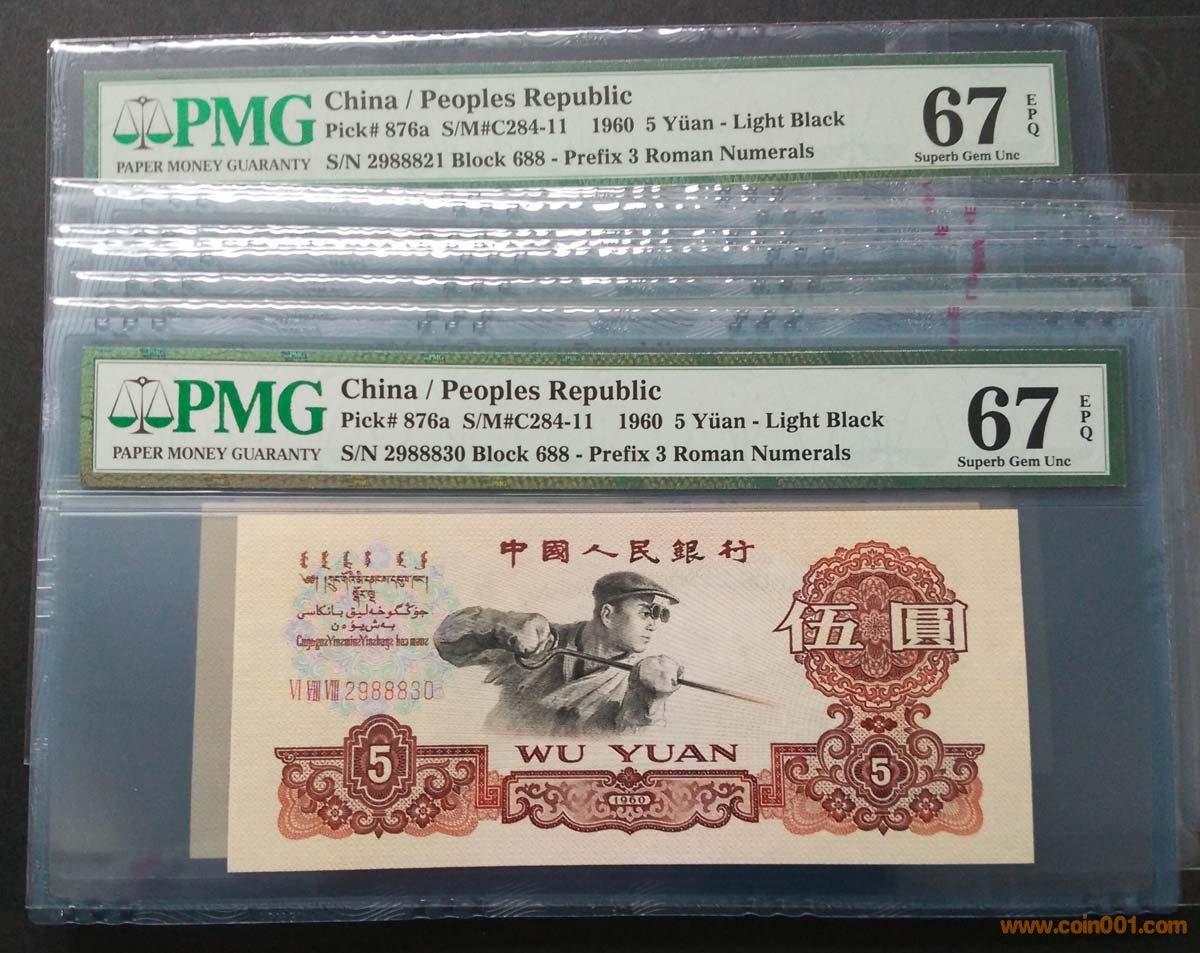 PMG
PAPER MONEY GUARANTY
China / Peoples Republic
Pick# 876a S/M#C284-11 1960 5 Yüan - Light Black
S/N 2988821 Block 688 - Prefix 3 Roman Numerals
67
EPQ
Superb Gem Unc
PMG
PAPER MONEY GUARANTY
China / Peoples Republic
Pick# 876a S/M#C284-11 1960 5 Yüan - Light Black
S/N 2988830 Block 688 - Prefix 3 Roman Numerals
67
EPQ
Superb Gem Unc
中國人民銀行
伍圓
VI VIII VIII 2988830
WU YUAN
5
5
1960
www.coin001.com